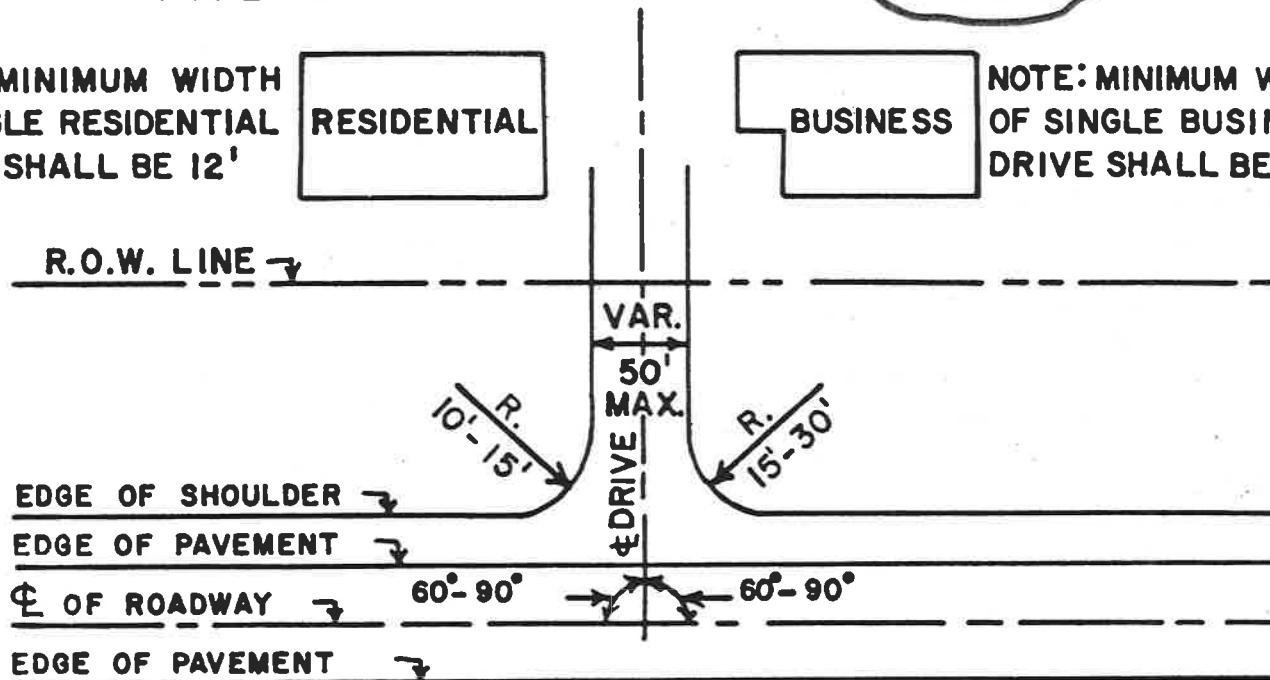 MINIMUM WIDTH
RESIDENTIAL
SHALL BE 12'
RESIDENTIAL
BUSINESS
NOTE: MINIMUM
OF SINGLE
DRIVE SHALL BE
R.O.W. LINE
VAR.
50'
MAX.
R.
10'-15'
R.
15'-30'
℄ DRIVE
EDGE OF SHOULDER
EDGE OF PAVEMENT
60°-90°
60°-90°
℄ OF ROADWAY
EDGE OF PAVEMENT